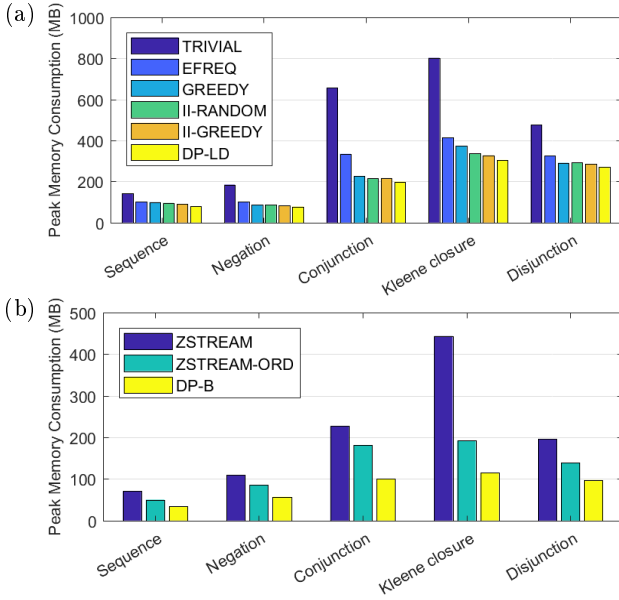 (a)
Peak Memory Consumption (MB)
1000
800
600
400
200
0
TRIVIAL
EFREQ
GREEDY
II-RANDOM
II-GREEDY
DP-LD
Sequence
Negation
Conjunction
Kleene closure
Disjunction
(b)
Peak Memory Consumption (MB)
500
400
300
200
100
0
ZSTREAM
ZSTREAM-ORD
DP-B
Sequence
Negation
Conjunction
Kleene closure
Disjunction